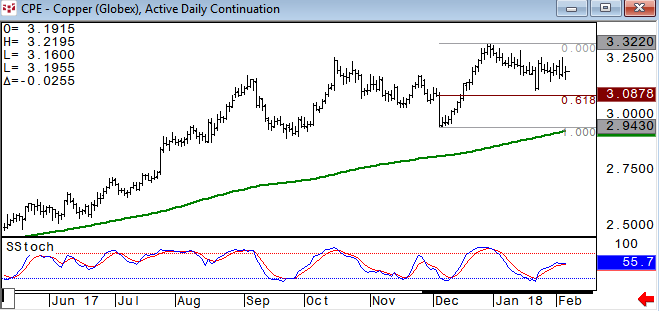 CPE - Copper (Globex), Active Daily Continuation
O= 3.1915
H= 3.2195
L= 3.1600
L= 3.1955
Δ=-0.0255
0.000
3.3220
3.2500
3.0878
0.618
3.0000
2.9430
1.000
2.7500
2.5000
SStoch
100
55.7
Jun 17 Jul Aug Sep Oct Nov Dec Jan 18 Feb